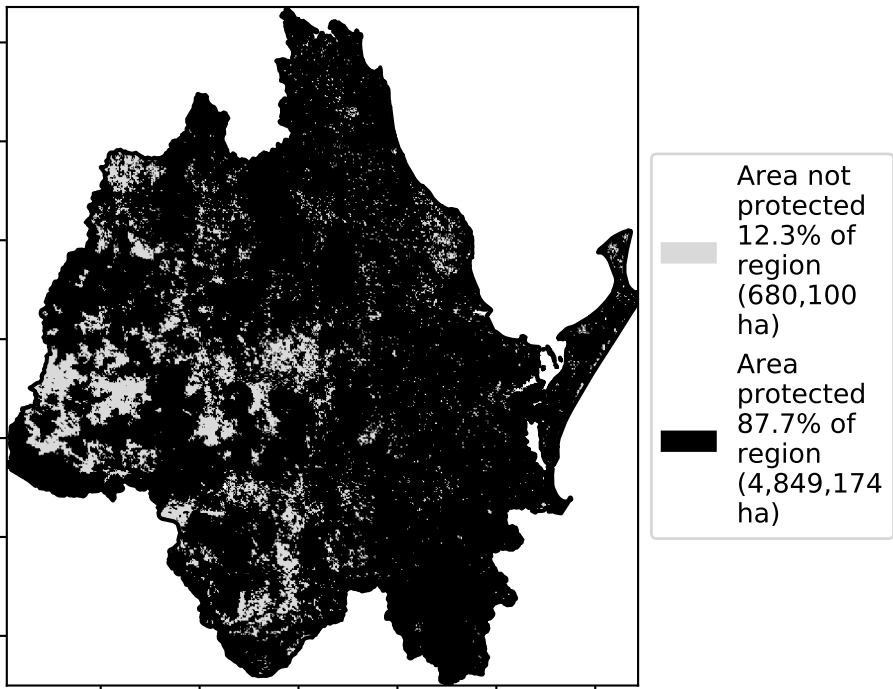 Area not
protected
12.3% of
region
(680,100
ha)
Area
protected
87.7% of
region
(4,849,174
ha)